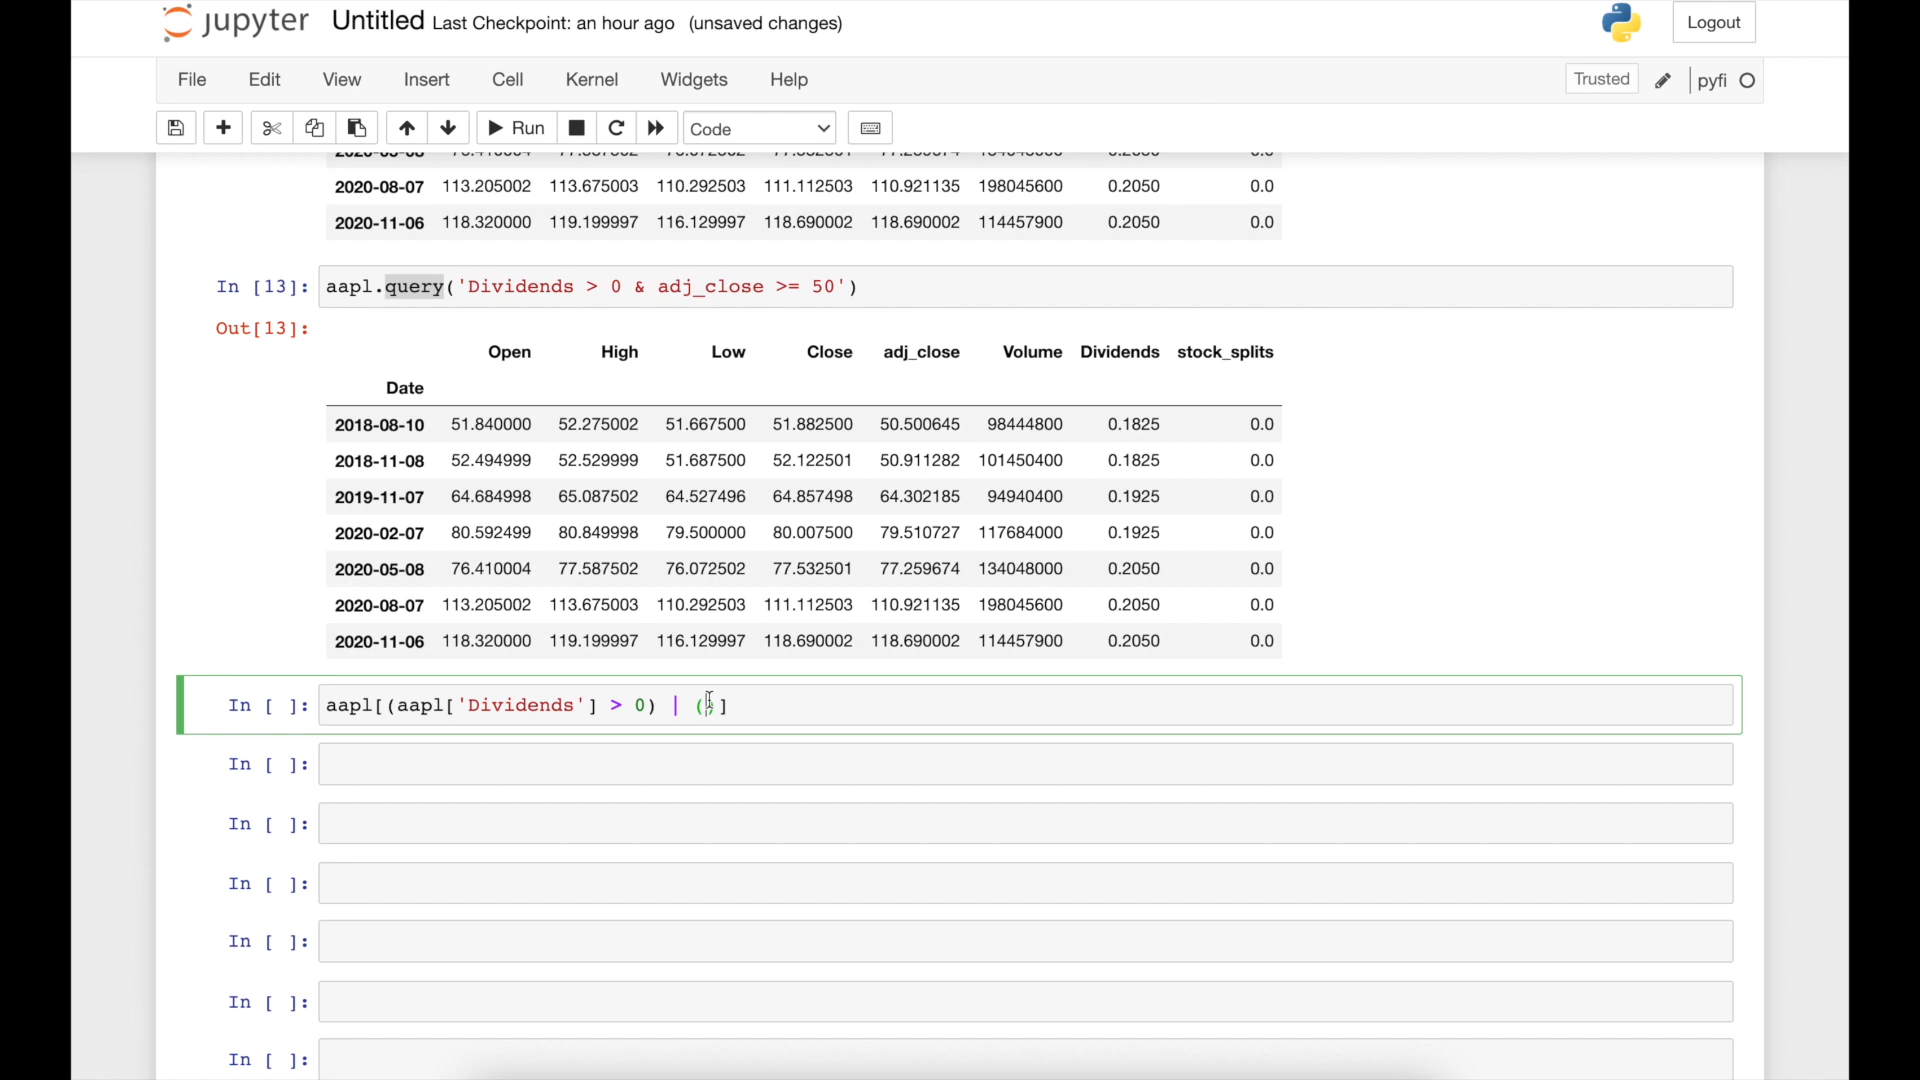 jupyter Untitled Last Checkpoint: an hour ago (unsaved changes) Logout
File Edit View Insert Cell Kernel Widgets Help Trusted pyfi
Run Code
2020-08-07 113.205002 113.675003 110.292503 111.112503 110.921135 198045600 0.2050 0.0
2020-11-06 118.320000 119.199997 116.129997 118.690002 118.690002 114457900 0.2050 0.0
In [13]: aapl.query('Dividends > 0 & adj_close >= 50')
Out[13]:
Open High Low Close adj_close Volume Dividends stock_splits
Date
2018-08-10 51.840000 52.275002 51.667500 51.882500 50.500645 98444800 0.1825 0.0
2018-11-08 52.494999 52.529999 51.687500 52.122501 50.911282 101450400 0.1825 0.0
2019-11-07 64.684998 65.087502 64.527496 64.857498 64.302185 94940400 0.1925 0.0
2020-02-07 80.592499 80.849998 79.500000 80.007500 79.510727 117684000 0.1925 0.0
2020-05-08 76.410004 77.587502 76.072502 77.532501 77.259674 134048000 0.2050 0.0
2020-08-07 113.205002 113.675003 110.292503 111.112503 110.921135 198045600 0.2050 0.0
2020-11-06 118.320000 119.199997 116.129997 118.690002 118.690002 114457900 0.2050 0.0
In [ ]: aapl[(aapl['Dividends'] > 0) | ()]
In [ ]:
In [ ]:
In [ ]:
In [ ]:
In [ ]:
In [ ]: